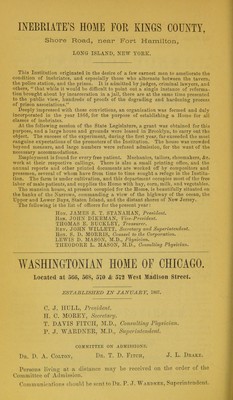 INEBRIATE'S HOME FOR KINGS COUNTY,
Shore Road, near Fort Hamilton,
LONG ISLAND, NEW YORK.
This Institution originated in the desire of a few earnest men to ameliorate the
condition of inebriates, and especially those who alternate between the tavern,
the police station, and the prison. It is admitted by judges, criminal lawyers, and
others, "that while it would be difficult to point out a single instance of reforma-
tion brought about by incarceration in a jail, there are at the same time presented
to the public view, hundreds of proofs of the degrading and hardening process
of prison associations."
Deeply impressed with these convictions, an organization was formed and duly
incorporated in the year 1868, for the purpose of establishing a Home for all
classes of inebriates.
At the following session of the State Legislature, a grant was obtained for this
purpose, and a large house and grounds were leased in Brooklyn, to carry out the
object. The success of the experiment, during the first year, far exceeded the most
sanguine expectations of the promoters of the Institution. The house was crowded
beyond measure, and large numbers were refused admission, for the want of the
necessary accommodations.
Employment is found for every free patient. Mechanics, tailors, shoemakers, &c.
work at their repective callings. There is also a small printing office, and the
annual reports and other printed matter are worked off by compositors and
pressmen, several of whom have from time to time sought a refuge in the Institu-
tion. The farm is under cultivation, and this department occupies most of the free
labor of male patients, and supplies the Home with hay, corn, milk, and vegetables.
The mansion house, at present occupied for the Home, is beautifully situated on
the banks of the Narrows, commanding a view of the highway of the ocean, the
Upper and Lower Bays, Staten Island, and the distant shores of New Jersey.
The following is the list of officers for the present year:
Hon. JAMES S. T. STRANAHAN, President.
Hon. JOHN DIKEMAN, Vice-President.
THOMAS E. BUCKLEY, Treasurer.
Rev. JOHN WILLETT, Secretary and Superintendent.
Hon. S. D. MORRIS, Counsel to the Corporation.
LEWIS D. MASON, M.D., Physician.
THEODORE L. MASON, M.D., Consulting Physician.
WASHINGTONIAN HOME OF CHICAGO,
Located at 566, 568, 570 & 572 West Madison Street.
ESTABLISHED IN JANUARY, 1863.
C. J. HULL, President.
H. C. MOREY, Secretary.
T. DAVIS FITCH, M.D., Consulting Physician.
P. J. WARDNER, M.D., Superintendent.
COMMITTEE ON ADMISSIONS:
Dr. D. A. Colton, Dr. T. D. Fitch, J. L. Drake.
Persons living at a distance may be received on the order of the
Committee of Admission.
Communications should be sent to Dr. P. J. Wardner, Superintendent.